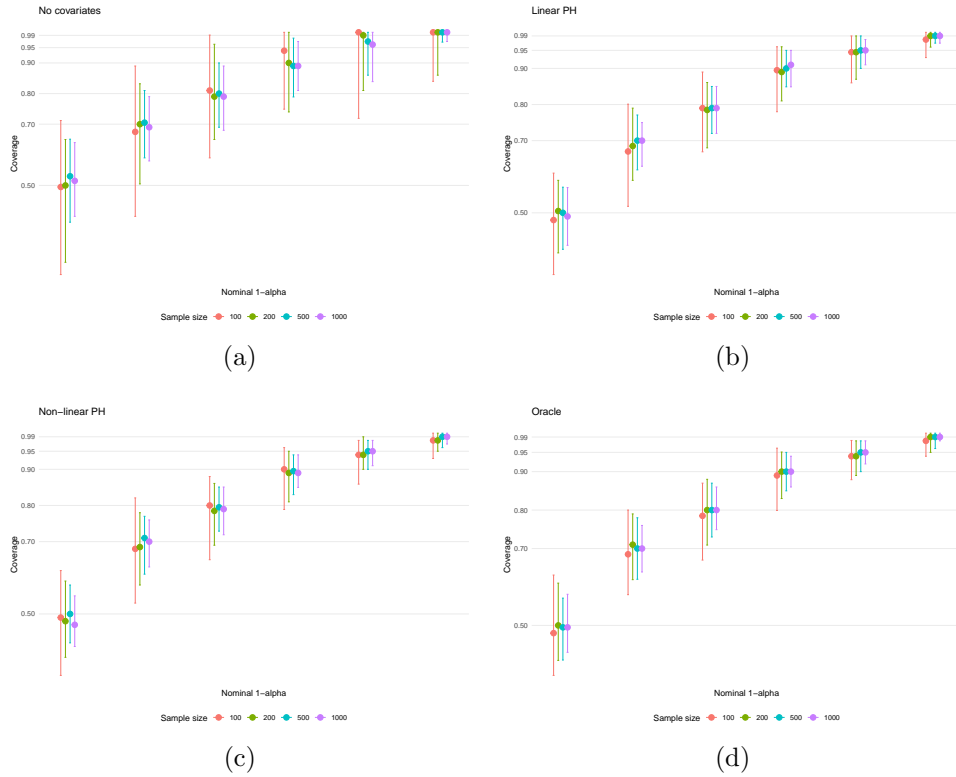 No covariates
0.99
0.95
0.90
0.80
0.70
0.50
Coverage
Nominal 1−alpha
Sample size 100 200 500 1000
(a)
Linear PH
0.99
0.95
0.90
0.80
0.70
0.50
Coverage
Nominal 1−alpha
Sample size 100 200 500 1000
(b)
Non−linear PH
0.99
0.95
0.90
0.80
0.70
0.50
Coverage
Nominal 1−alpha
Sample size 100 200 500 1000
(c)
Oracle
0.99
0.95
0.90
0.80
0.70
0.50
Coverage
Nominal 1−alpha
Sample size 100 200 500 1000
(d)